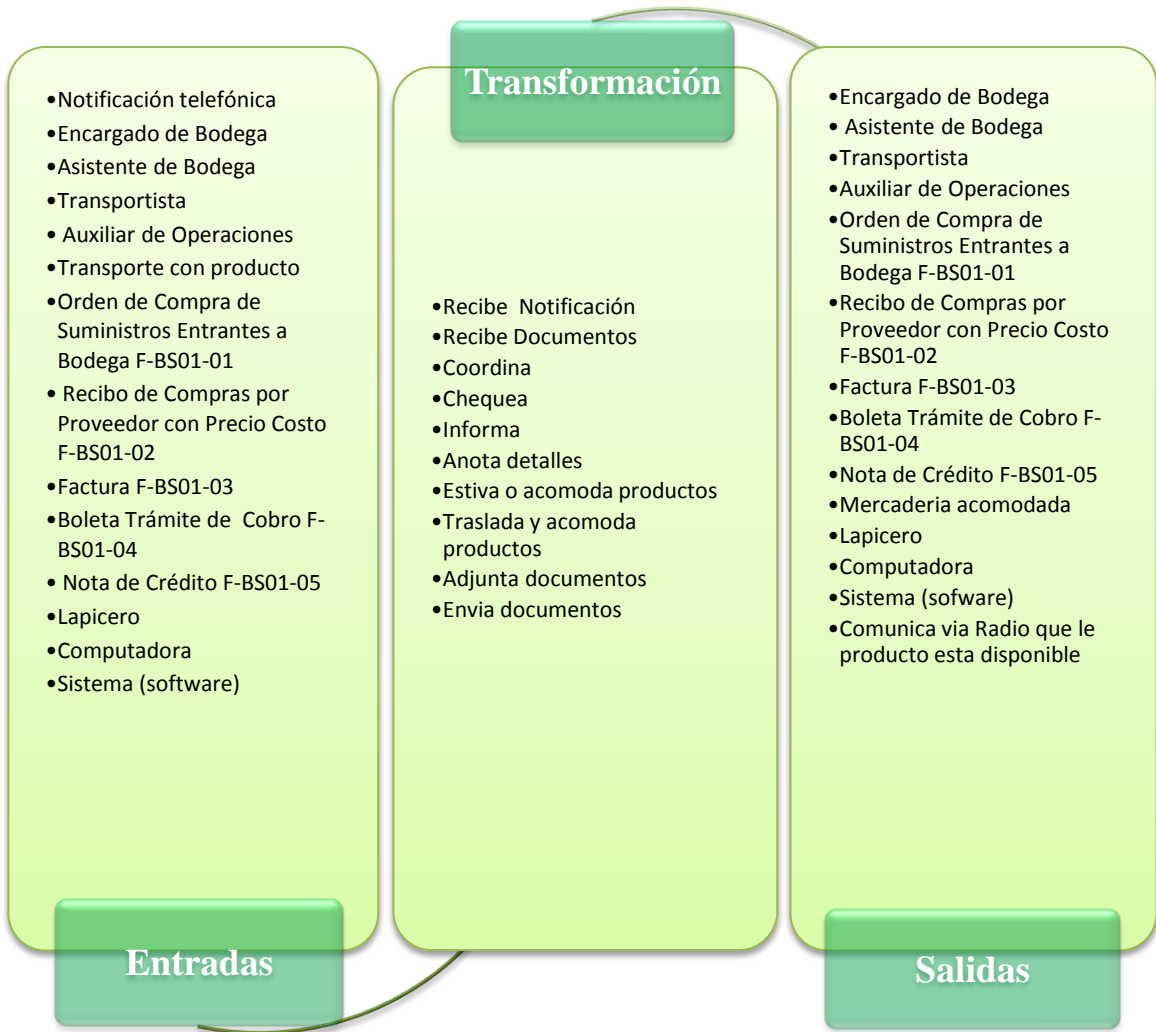 •Notificación telefónica
•Encargado de Bodega
•Asistente de Bodega
•Transportista
• Auxiliar de Operaciones
•Transporte con producto
•Orden de Compra de
Suministros Entrantes a
Bodega F-BS01-01
• Recibo de Compras por
Proveedor con Precio Costo
F-BS01-02
•Factura F-BS01-03
•Boleta Trámite de Cobro F-
BS01-04
• Nota de Crédito F-BS01-05
•Lapicero
•Computadora
•Sistema (software)
Entradas
Transformación
•Recibe Notificación
•Recibe Documentos
•Coordina
•Chequea
•Informa
•Anota detalles
•Estiva o acomoda productos
•Traslada y acomoda
productos
•Adjunta documentos
•Envia documentos
•Encargado de Bodega
• Asistente de Bodega
•Transportista
•Auxiliar de Operaciones
•Orden de Compra de
Suministros Entrantes a
Bodega F-BS01-01
•Recibo de Compras por
Proveedor con Precio Costo
F-BS01-02
•Factura F-BS01-03
•Boleta Trámite de Cobro F-
BS01-04
•Nota de Crédito F-BS01-05
•Mercaderia acomodada
•Lapicero
•Computadora
•Sistema (sofware)
•Comunica via Radio que le
producto esta disponible
Salidas